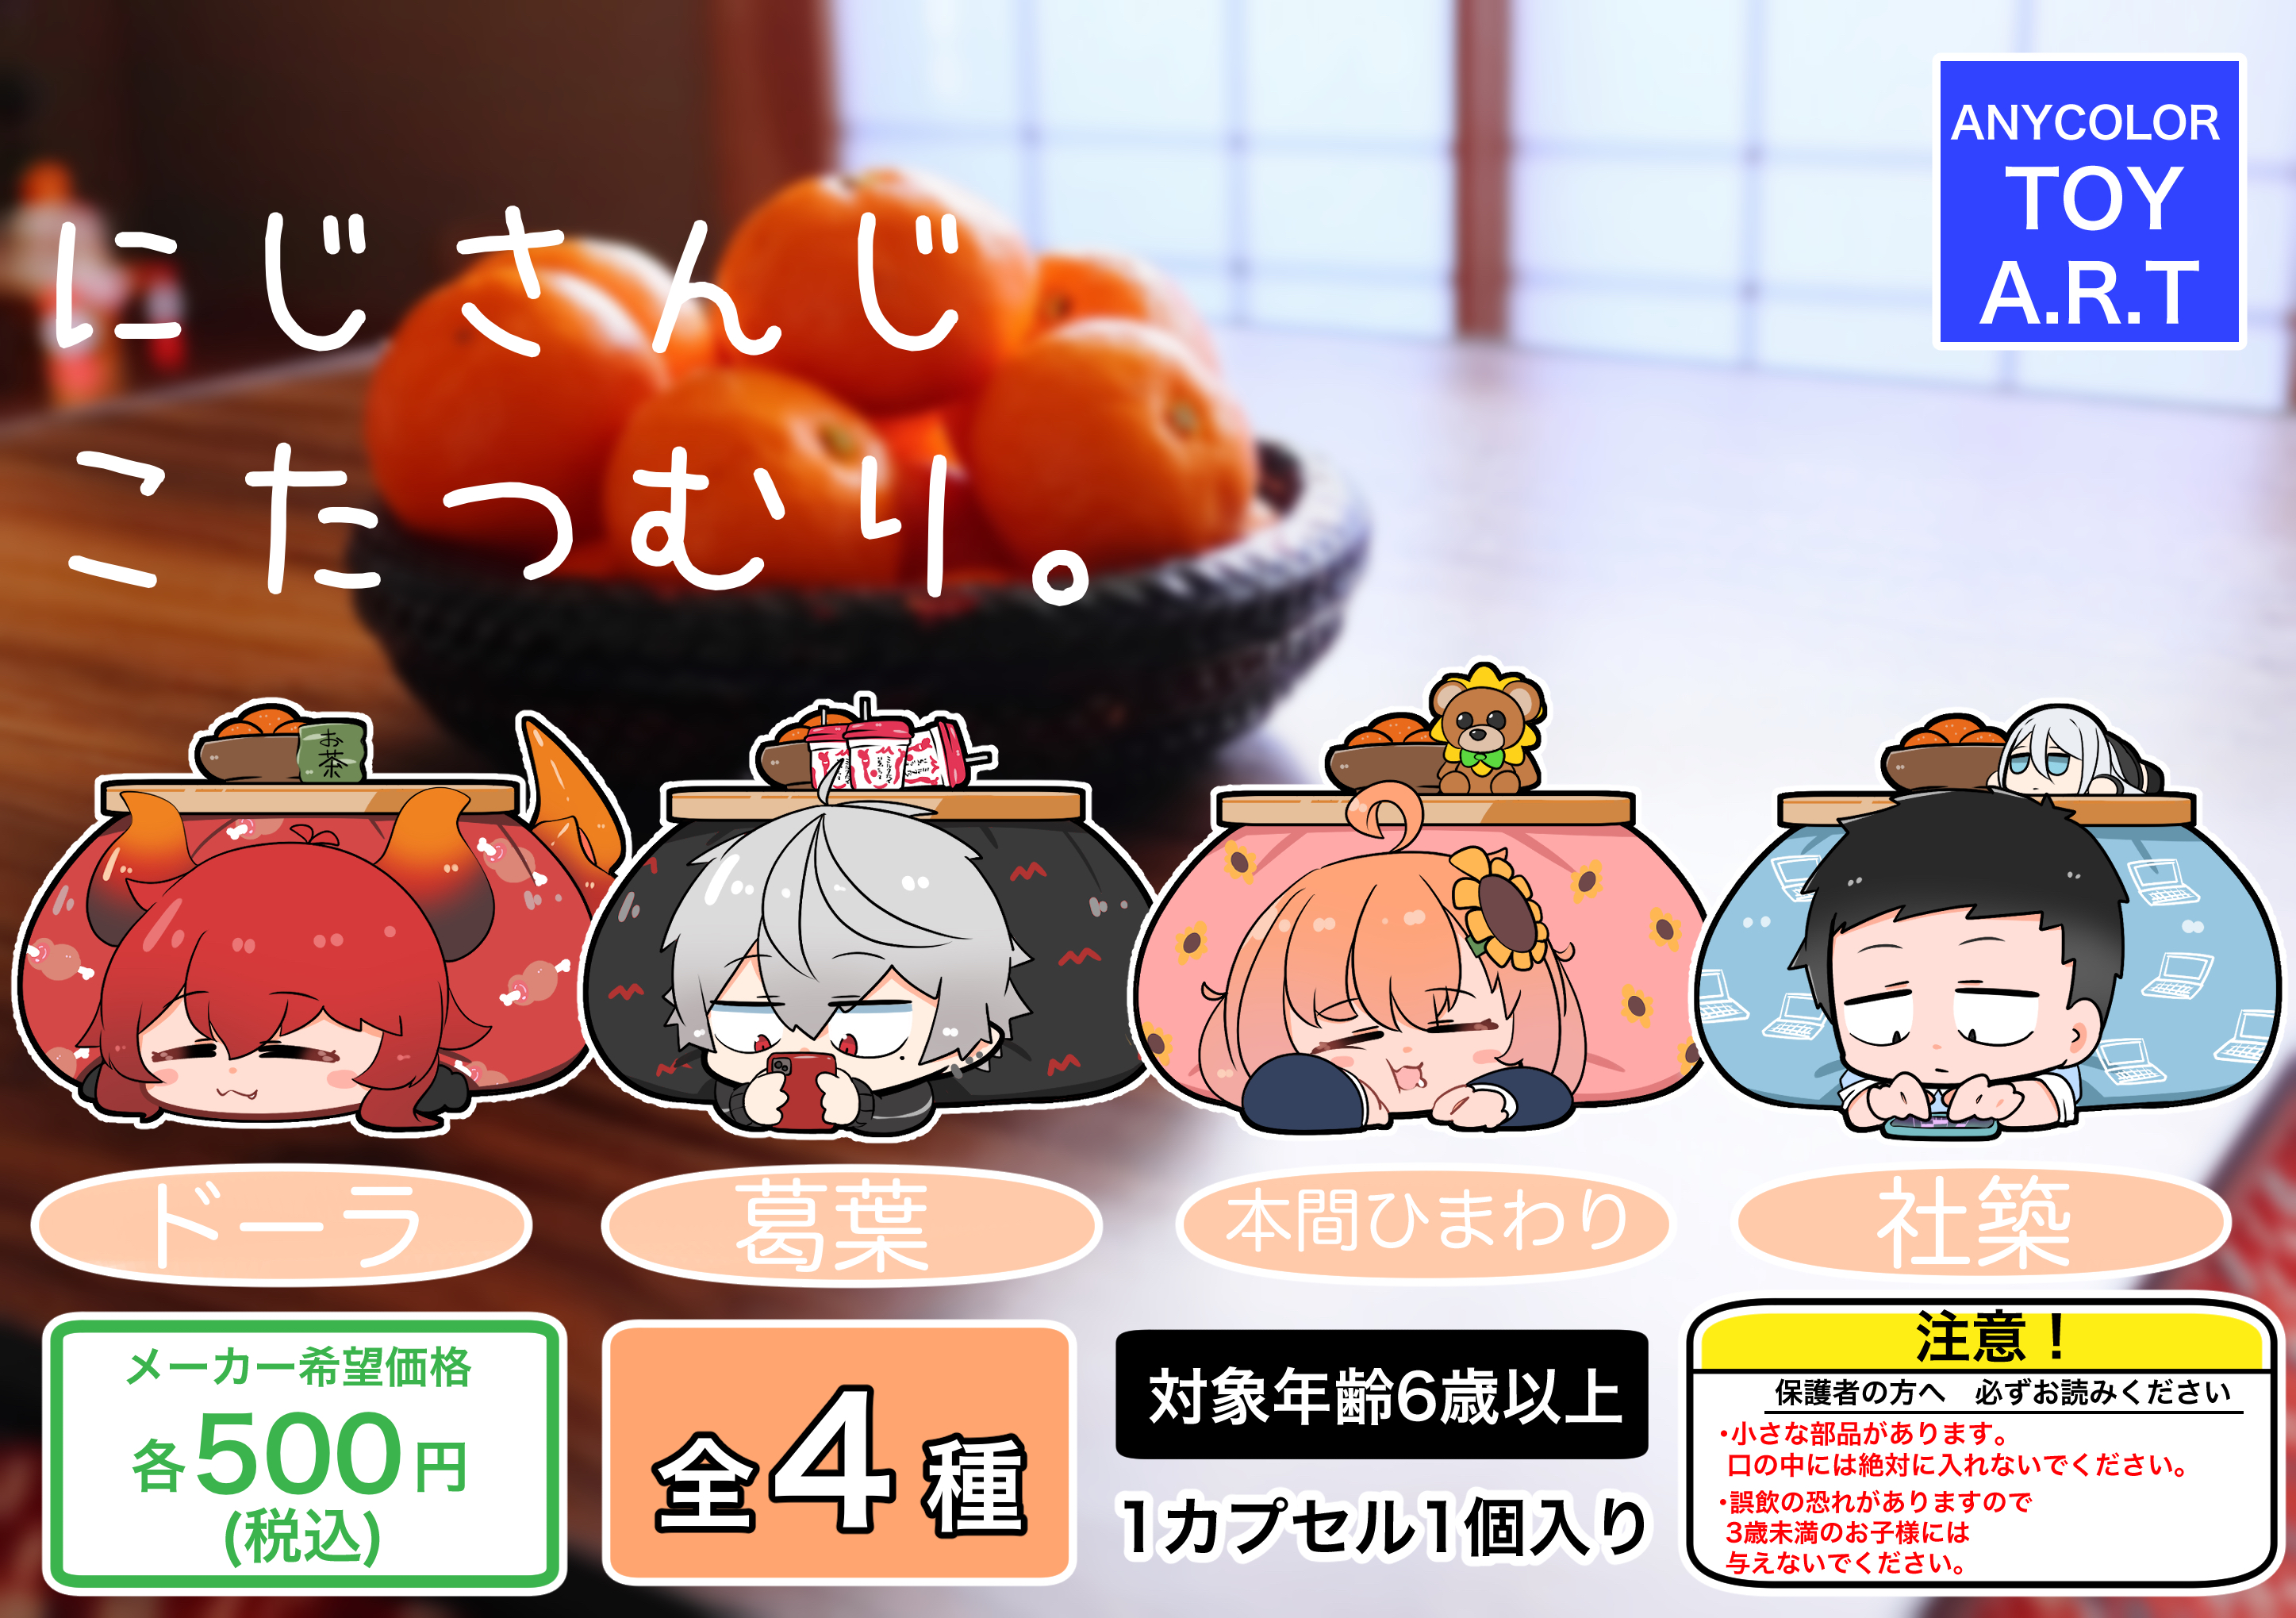 にじさんじ
こたつむり。
ANYCOLOR
TOY
A.R.T
お茶
ドーラ
葛葉
本間ひまわり
社築
メーカー希望価格
各500円
(税込)
全4種
対象年齢6歳以上
1カプセル1個入り
注意！
保護者の方へ　必ずお読みください
・小さな部品があります。
口の中には絶対に入れないでください。
・誤飲の恐れがありますので
3歳未満のお子様には
与えないでください。